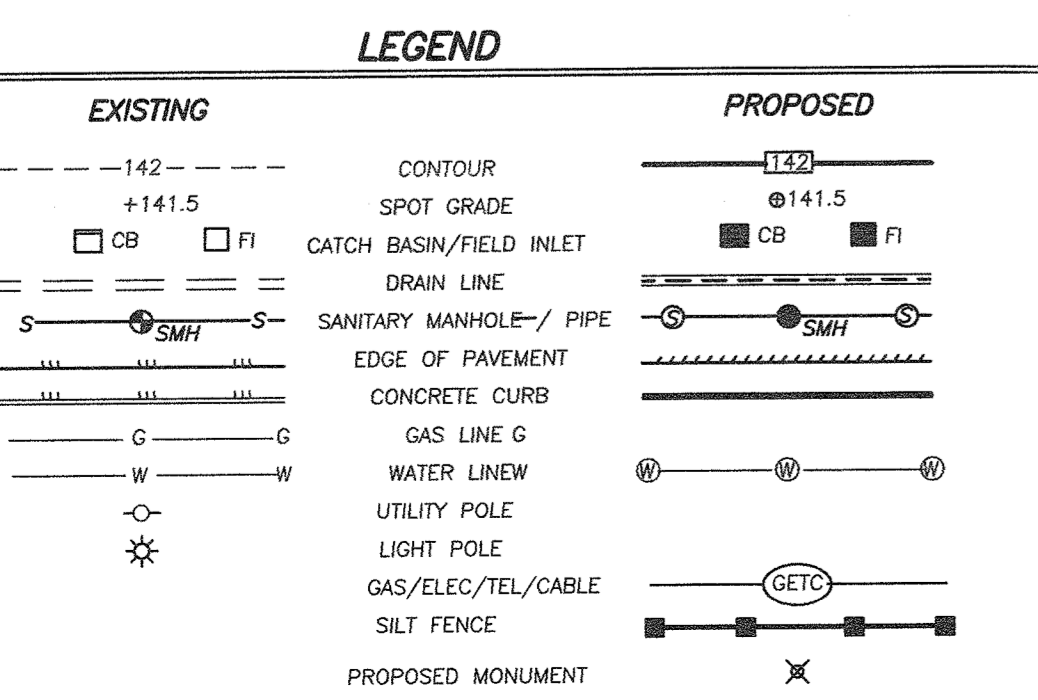 LEGEND
EXISTING PROPOSED
142 CONTOUR 142
+141.5 SPOT GRADE ⊕141.5
CB FI CATCH BASIN/FIELD INLET CB FI
DRAIN LINE
S SMH S SANITARY MANHOLE / PIPE S SMH S
EDGE OF PAVEMENT
CONCRETE CURB
G G GAS LINE G
W W WATER LINEW W W W
UTILITY POLE
LIGHT POLE
GAS/ELEC/TEL/CABLE GETC
SILT FENCE
PROPOSED MONUMENT